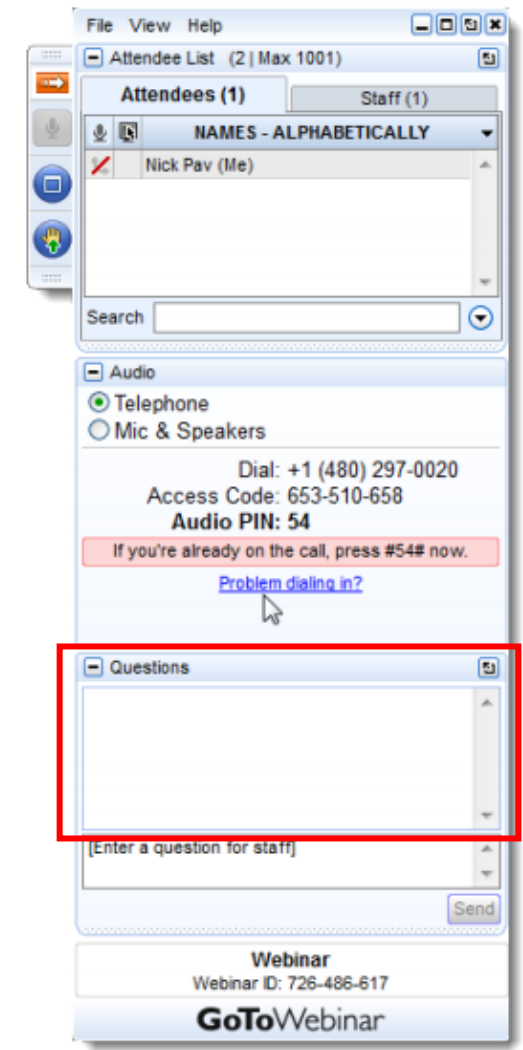 File View Help
Attendee List (2 | Max 1001)
Attendees (1) Staff (1)
NAMES - ALPHABETICALLY
Nick Pav (Me)
Search
Audio
Telephone
Mic & Speakers
Dial: +1 (480) 297-0020
Access Code: 653-510-658
Audio PIN: 54
If you're already on the call, press #54# now.
Problem dialing in?
Questions
[Enter a question for staff]
Send
Webinar
Webinar ID: 726-486-617
GoToWebinar